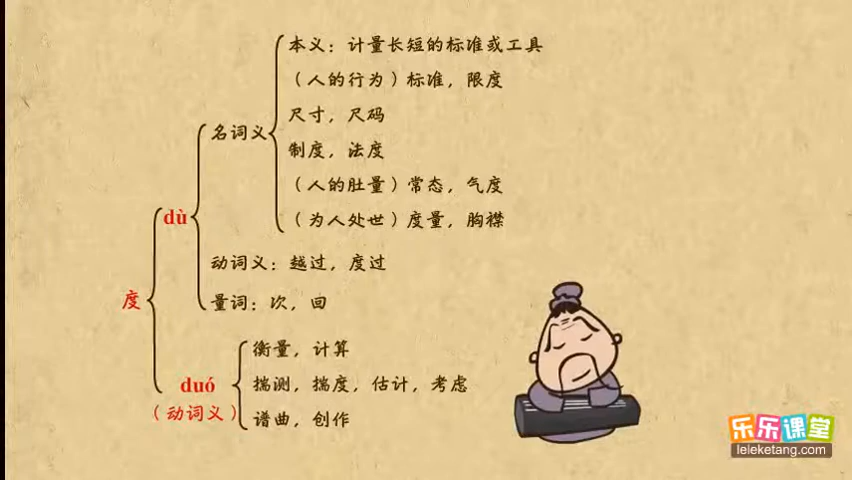 度
dù
名词义
本义：计量长短的标准或工具
（人的行为）标准，限度
尺寸，尺码
制度，法度
（人的肚量）常态，气度
（为人处世）度量，胸襟
动词义：越过，度过
量词：次，回
duó
（动词义）
衡量，计算
揣测，揣度，估计，考虑
谱曲，创作
乐乐课堂
leleketang.com